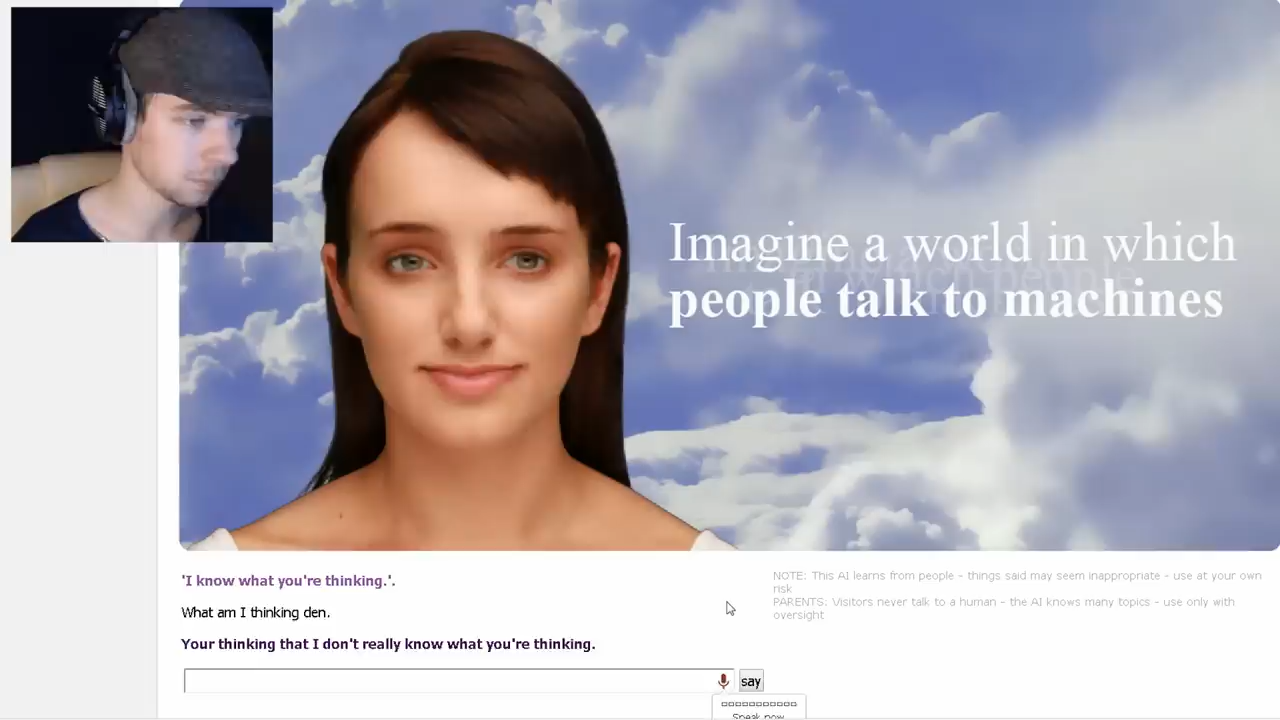 Imagine a world in which
people talk to machines
'I know what you're thinking.'.
What am I thinking den.
Your thinking that I don't really know what you're thinking.
say
Speak now
NOTE: This AI learns from people - things said may seem inappropriate - use at your own
risk
PARENTS: Visitors never talk to a human - the AI knows many topics - use only with
oversight